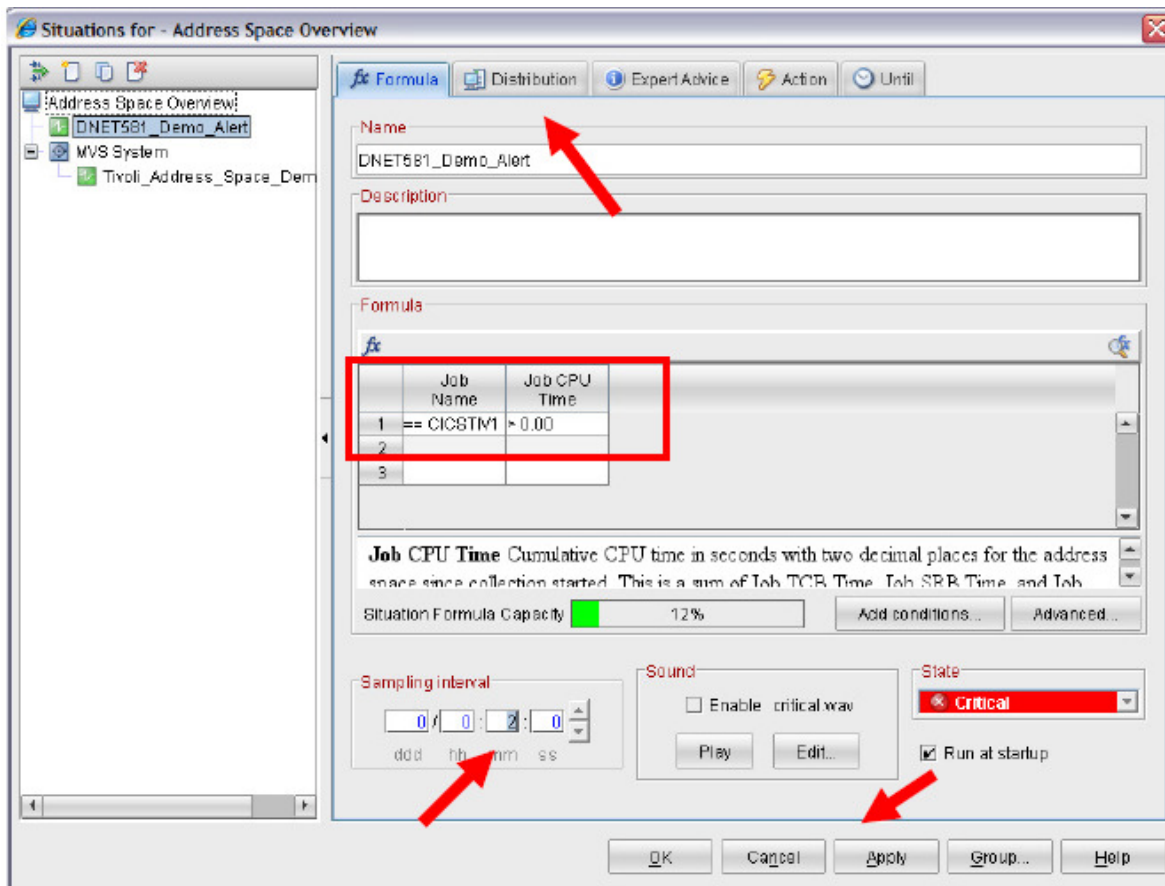 Situations for - Address Space Overview
Address Space Overview
DNET581_Demo_Alert
MVS System
Tivoli_Address_Space_Dem
Formula
Distribution
Expert Advice
Action
Until
Name
DNET581_Demo_Alert
Description
Formula
fx
Job Name
Job CPU Time
1 == CICSTIV1 > 0.00
2
3
Job CPU Time Cumulative CPU time in seconds with two decimal places for the address
space since collection started. This is a sum of Job TCB Time, Job SRB Time, and Job
Situation Formula Capacity 12%
Add conditions...
Advanced...
Sampling interval
0 / 0 : 2 : 0
ddd hh mm ss
Sound
Enable critical.wav
Play
Edit...
State
Critical
Run at startup
OK
Cancel
Apply
Group...
Help